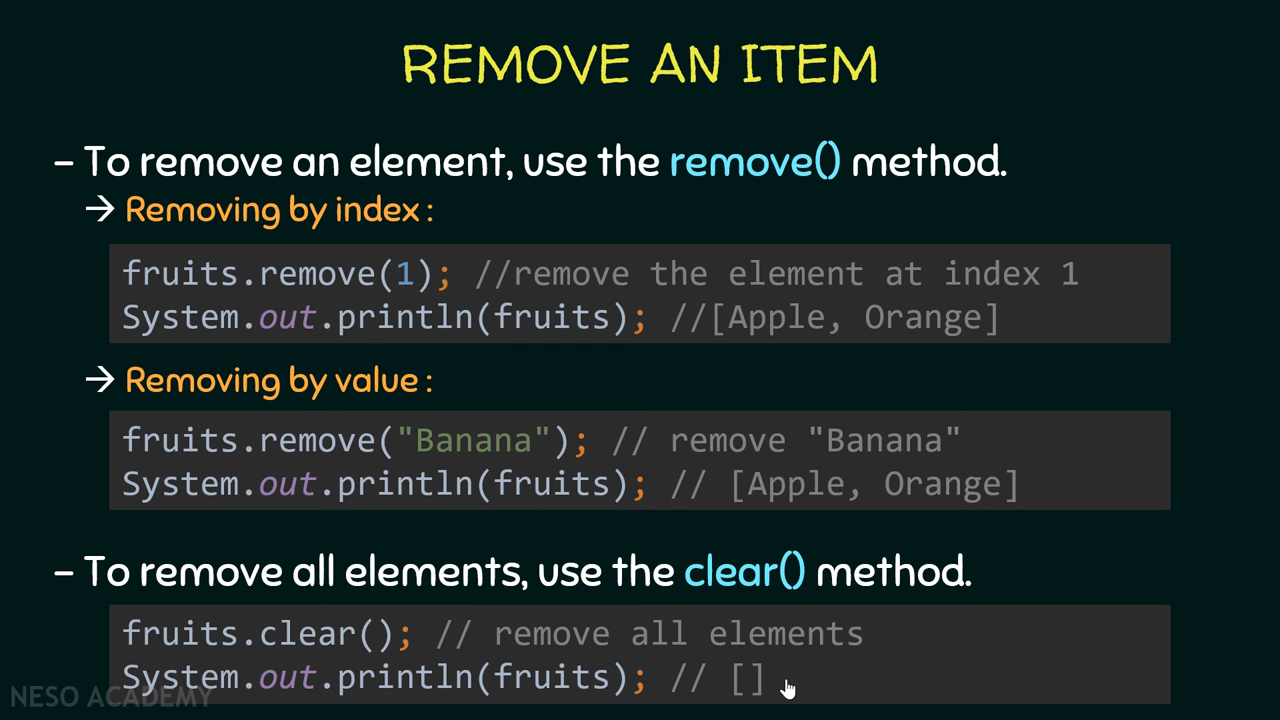 REMOVE AN ITEM
– To remove an element, use the remove() method.
→ Removing by index :
fruits.remove(1); //remove the element at index 1
System.out.println(fruits); //[Apple, Orange]
→ Removing by value :
fruits.remove("Banana"); // remove "Banana"
System.out.println(fruits); // [Apple, Orange]
– To remove all elements, use the clear() method.
fruits.clear(); // remove all elements
System.out.println(fruits); // []
NESO ACADEMY